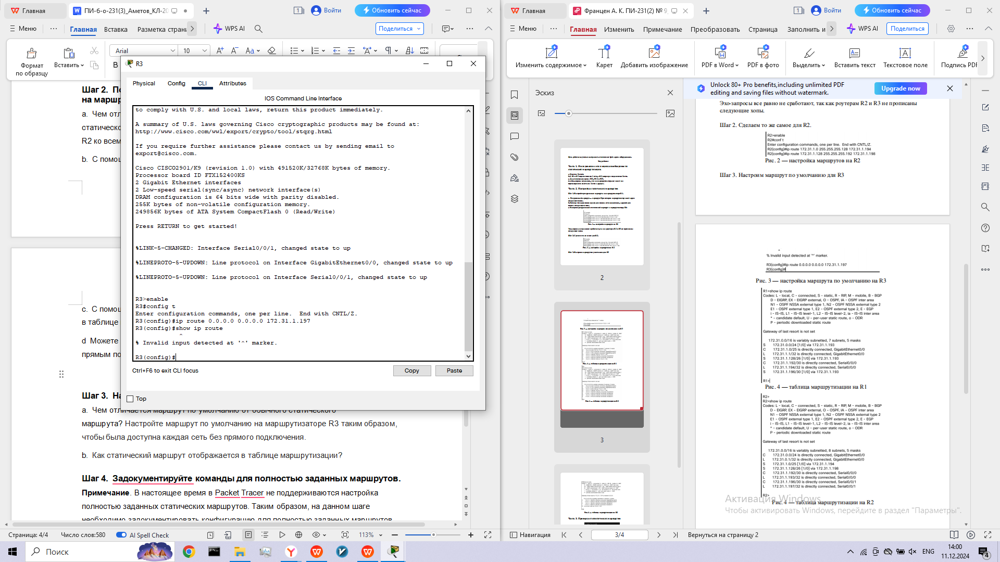 Главная
ПИ-б-о-231(3)_Аметов_КЛ-20
Войти
Обновить сейчас
Меню
Главная
Вставка
Разметка страни
WPS AI
Поделиться
Формат
по образцу
Вставить
Arial
10
Шаг 2.
на марш
a. Чем отл
статическо
R2 ко всем
b. С помощ
c. С помощ
в таблице
d Можете
прямым по
R3
Physical
Config
CLI
Attributes
IOS Command Line Interface
to comply with U.S. and local laws, return this product immediately.
A summary of U.S. laws governing Cisco cryptographic products may be found at:
http://www.cisco.com/wwl/export/crypto/tool/stqrg.html
If you require further assistance please contact us by sending email to
export@cisco.com.
Cisco CISCO2901/K9 (revision 1.0) with 491520K/32768K bytes of memory.
Processor board ID FTX152400KS
2 Gigabit Ethernet interfaces
2 Low-speed serial(sync/async) network interface(s)
DRAM configuration is 64 bits wide with parity disabled.
255K bytes of non-volatile configuration memory.
249856K bytes of ATA System CompactFlash 0 (Read/Write)
Press RETURN to get started!
%LINK-5-CHANGED: Interface Serial0/0/1, changed state to up
%LINEPROTO-5-UPDOWN: Line protocol on Interface GigabitEthernet0/0, changed state to up
%LINEPROTO-5-UPDOWN: Line protocol on Interface Serial0/0/1, changed state to up
R3>enable
R3#config t
Enter configuration commands, one per line.  End with CNTL/Z.
R3(config)#ip route 0.0.0.0 0.0.0.0 172.31.1.197
R3(config)#show ip route
^
% Invalid input detected at '^' marker.
R3(config)#
Ctrl+F6 to exit CLI focus
Copy
Paste
Top
Шаг 3. На
a. Чем отличается маршрут по умолчанию от обычного статического
маршрута? Настройте маршрут по умолчанию на маршрутизаторе R3 таким образом,
чтобы была доступна каждая сеть без прямого подключения.
b. Как статический маршрут отображается в таблице маршрутизации?
Шаг 4. Задокументируйте команды для полностью заданных маршрутов.
Примечание. В настоящее время в Packet Tracer не поддерживаются настройка
полностью заданных статических маршрутов. Таким образом, на данном шаге
необходимо задокументировать конфигурацию для полностью заданных маршрутов
Страница: 4/4
Число слов:580
AI Spell Check
113%
Главная
Францен А. К. ПИ-231(2) № 9
Войти
Обновить сейчас
Меню
Главная
Изменить
Примечание
Преобразовать
Страница
Заполнить и
WPS AI
Поделиться
Изменить содержимое
Карет
Добавить изображение
PDF в Word
PDF в фото
Выделить
Вставить текст
Текстовое поле
Подпись PDF
Эскиз
2
3
Unlock 80+ Pro benefits,including unlimited PDF
editing and saving files without watermark.
Upgrade now
Эхо-запросы все равно не сработают, так как роутерам R2 и R3 не прописаны
следующие хопы.
Шаг 2. Сделаем то же самое для R2.
R2>enable
R2#conf t
Enter configuration commands, one per line.  End with CNTL/Z.
R2(config)#ip route 172.31.1.0 255.255.255.128 172.31.1.194
R2(config)#ip route 172.31.1.128 255.255.255.192 172.31.1.198
Рис. 2 — настройка маршрутов на R2
Шаг 3. Настроим маршрут по умолчанию для R3
^
% Invalid input detected at '^' marker.
R3(config)#ip route 0.0.0.0 0.0.0.0 172.31.1.197
R3(config)#
Рис. 3 — настройка маршрута по умолчанию на R3
R1>show ip route
Codes: L - local, C - connected, S - static, R - RIP, M - mobile, B - BGP
D - EIGRP, EX - EIGRP external, O - OSPF, IA - OSPF inter area
N1 - OSPF NSSA external type 1, N2 - OSPF NSSA external type 2
E1 - OSPF external type 1, E2 - OSPF external type 2, E - EGP
i - IS-IS, L1 - IS-IS level-1, L2 - IS-IS level-2, ia - IS-IS inter area
* - candidate default, U - per-user static route, o - ODR
P - periodic downloaded static route
Gateway of last resort is not set
172.31.0.0/16 is variably subnetted, 7 subnets, 5 masks
S 172.31.0.0/24 [1/0] via 172.31.1.193
C 172.31.1.0/25 is directly connected, GigabitEthernet0/0
L 172.31.1.1/32 is directly connected, GigabitEthernet0/0
S 172.31.1.128/26 [1/0] via 172.31.1.193
C 172.31.1.192/30 is directly connected, Serial0/0/0
L 172.31.1.194/32 is directly connected, Serial0/0/0
S 172.31.1.196/30 [1/0] via 172.31.1.193
R1>
Рис. 4 — таблица маршрутизации на R1
R2>
R2>show ip route
Codes: L - local, C - connected, S - static, R - RIP, M - mobile, B - BGP
D - EIGRP, EX - EIGRP external, O - OSPF, IA - OSPF inter area
N1 - OSPF NSSA external type 1, N2 - OSPF NSSA external type 2
E1 - OSPF external type 1, E2 - OSPF external type 2, E - EGP
i - IS-IS, L1 - IS-IS level-1, L2 - IS-IS level-2, ia - IS-IS inter area
* - candidate default, U - per-user static route, o - ODR
P - periodic downloaded static route
Gateway of last resort is not set
172.31.0.0/16 is variably subnetted, 8 subnets, 5 masks
C 172.31.0.0/24 is directly connected, GigabitEthernet0/0
L 172.31.0.1/32 is directly connected, GigabitEthernet0/0
S 172.31.1.0/25 [1/0] via 172.31.1.194
S 172.31.1.128/26 [1/0] via 172.31.1.198
C 172.31.1.192/30 is directly connected, Serial0/0/0
L 172.31.1.193/32 is directly connected, Serial0/0/0
C 172.31.1.196/30 is directly connected, Serial0/0/1
L 172.31.1.197/32 is directly connected, Serial0/0/1
R2>
Рис. 4 — таблица маршрутизации на R2
Активация Windows
Чтобы активировать Windows, перейдите в раздел "Параметры".
Навигация
3/4
Вернуться на страницу 2
Поиск
ENG
14:00
11.12.2024
4